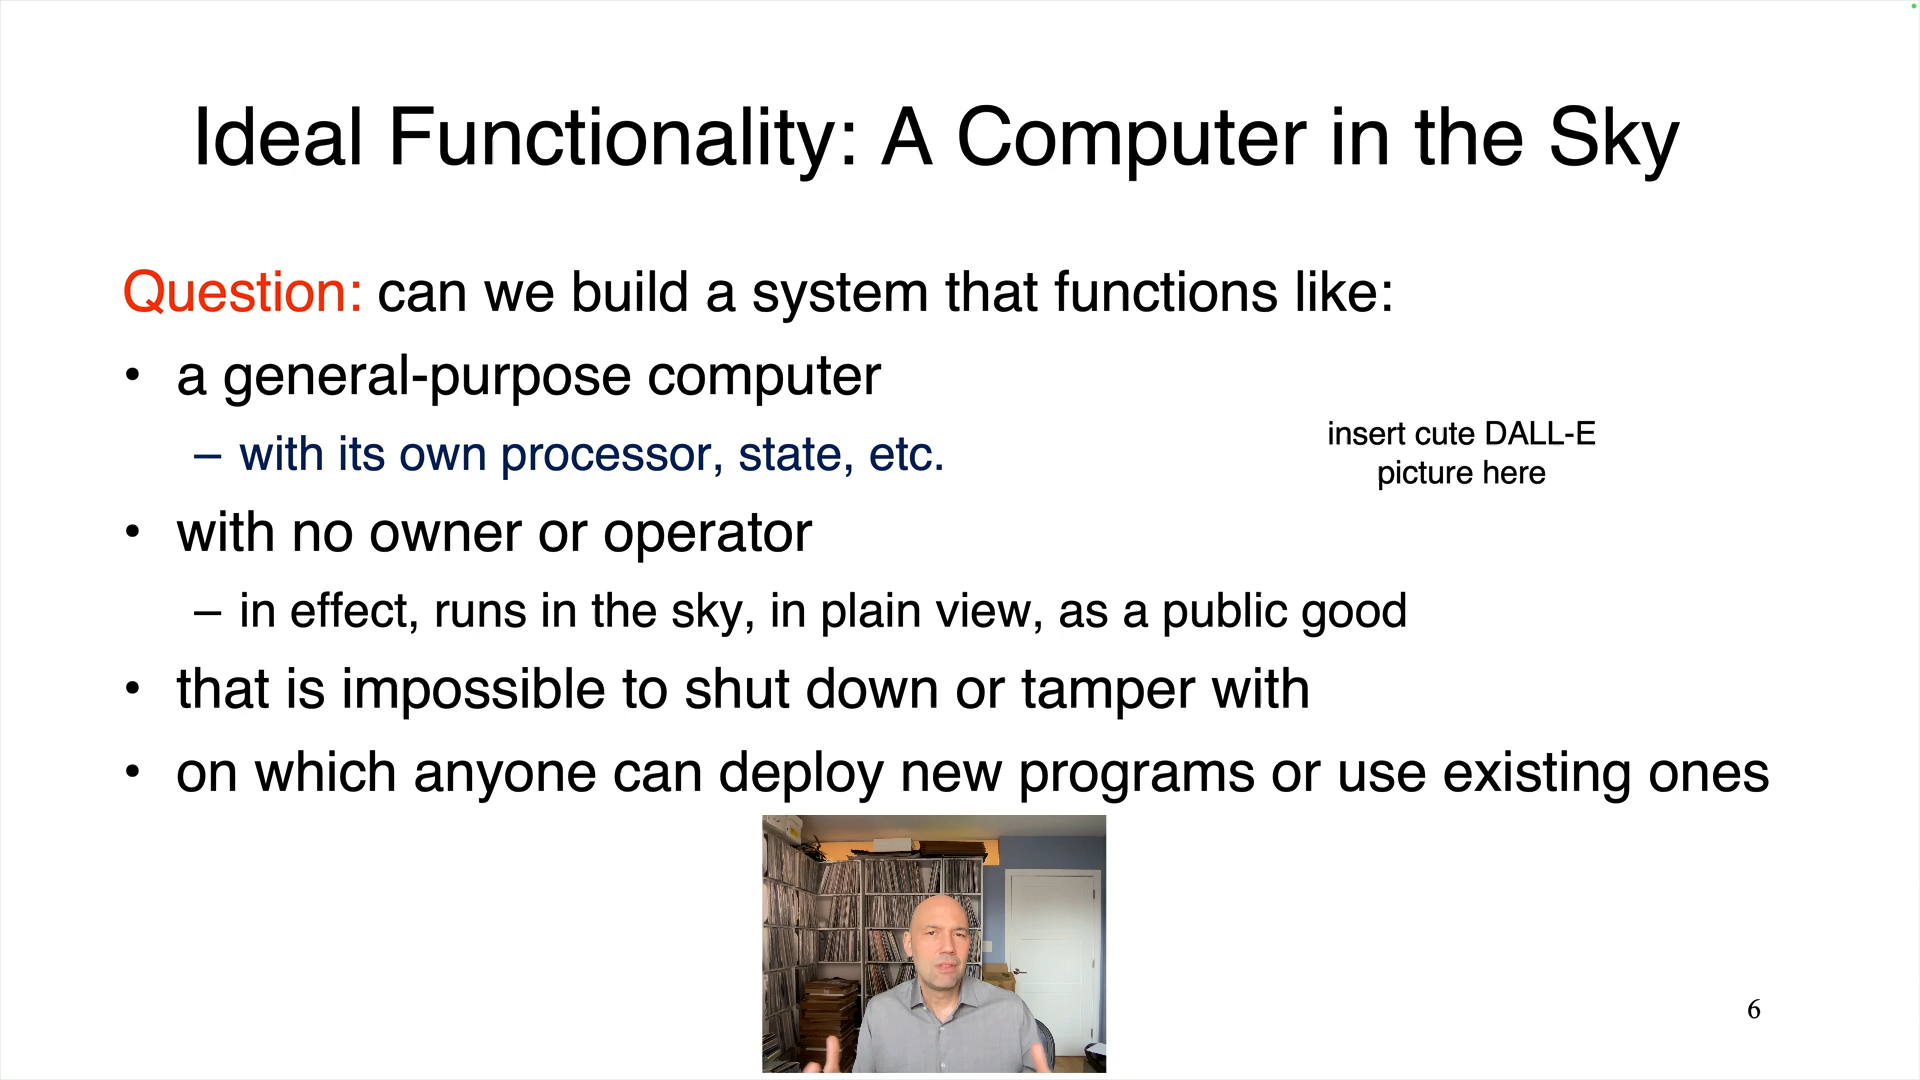 Ideal Functionality: A Computer in the Sky
Question: can we build a system that functions like:
• a general-purpose computer
– with its own processor, state, etc.
insert cute DALL-E
picture here
• with no owner or operator
– in effect, runs in the sky, in plain view, as a public good
• that is impossible to shut down or tamper with
• on which anyone can deploy new programs or use existing ones
6